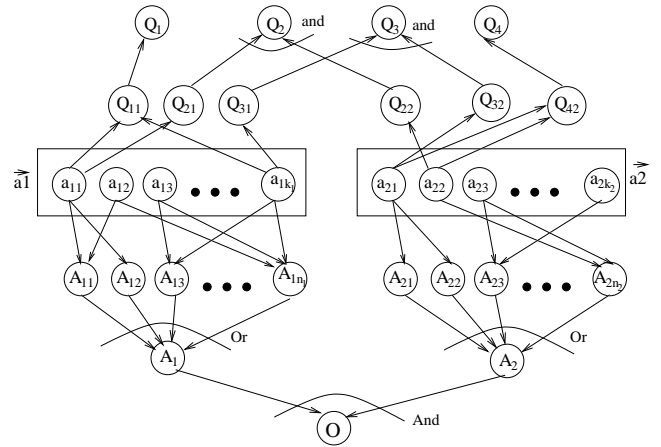 Q₁ Q₂ and Q₃ and Q₄
Q₁₁ Q₂₁ Q₃₁ Q₂₂ Q₃₂ Q₄₂
a1 a₁₁ a₁₂ a₁₃ a₁ₖ₁ a₂₁ a₂₂ a₂₃ a₂ₖ₂ a2
A₁₁ A₁₂ A₁₃ A₁ₙ₁ A₂₁ A₂₂ A₂₃ A₂ₙ₂
Or Or
A₁ A₂
And
O